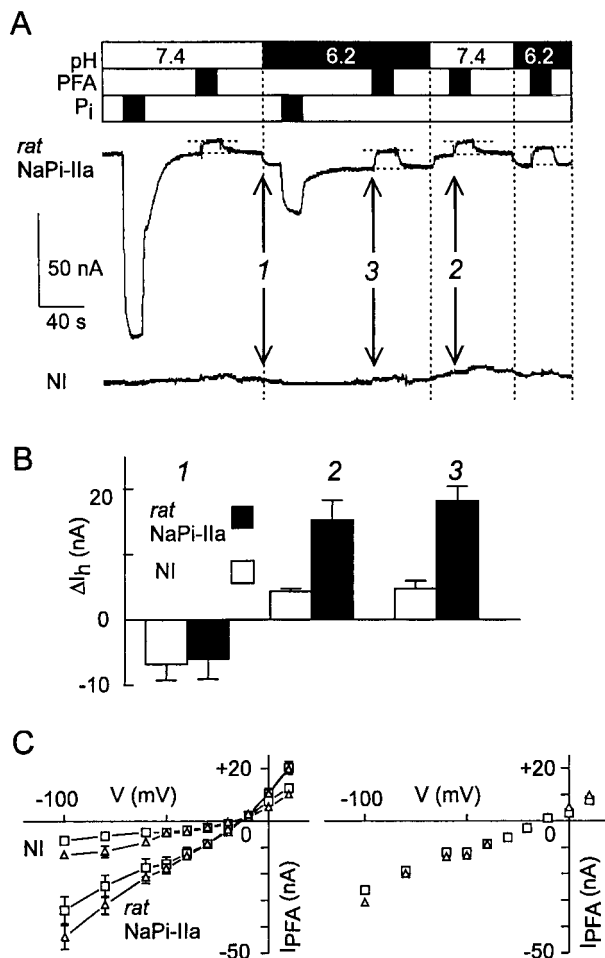 A
pH 7.4 6.2 7.4 6.2
PFA
Pi
rat
NaPi-IIa
50 nA
40 s
1 3 2
NI
B
1 2 3
20
rat
NaPi-IIa
NI
0
-10
ΔIh (nA)
C
+20 +20
-100 V (mV) -100 V (mV)
0 0
NI
rat
NaPi-IIa
-50 -50
IPFA (nA) IPFA (nA)